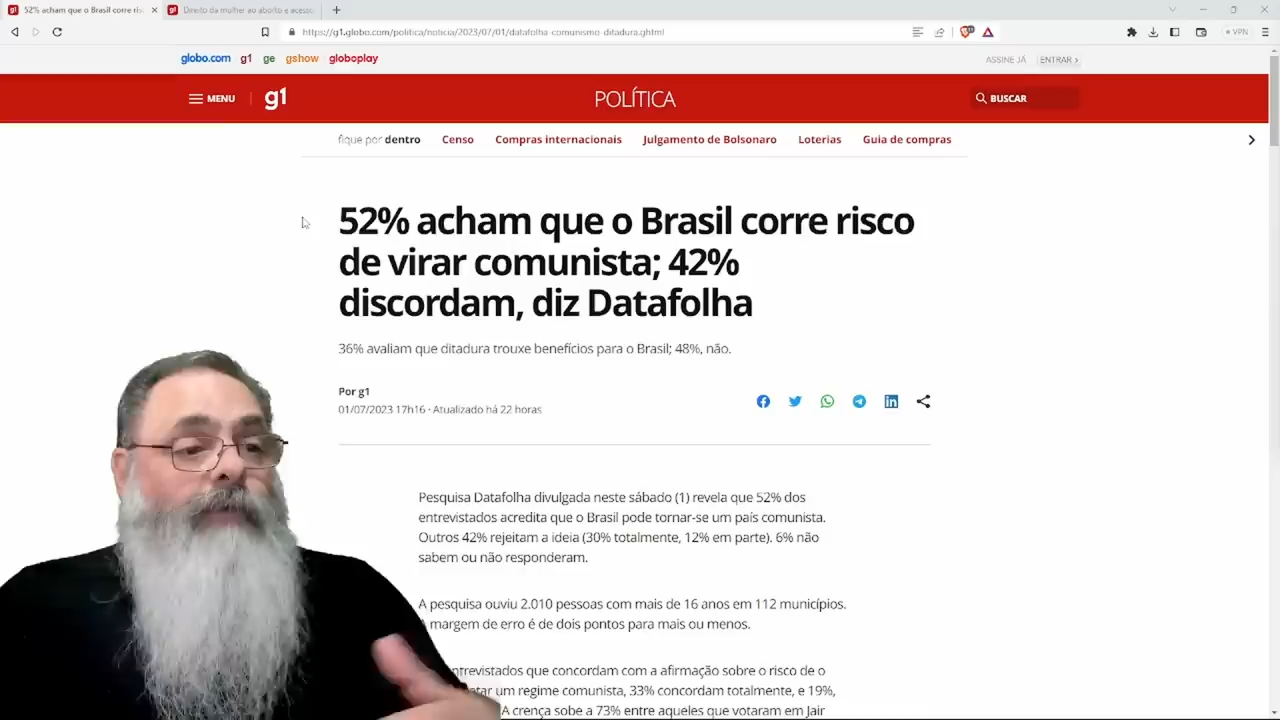 52% acham que o Brasil corre ris
Direito da mulher ao aborto e acesso
https://g1.globo.com/politica/noticia/2023/07/01/datafolha-comunismo-ditadura.ghtml
VPN
globo.com g1 ge gshow globoplay
ASSINE JÁ ENTRAR
MENU g1 POLÍTICA BUSCAR
fique por dentro Censo Compras internacionais Julgamento de Bolsonaro Loterias Guia de compras
52% acham que o Brasil corre risco
de virar comunista; 42%
discordam, diz Datafolha
36% avaliam que ditadura trouxe benefícios para o Brasil; 48%, não.
Por g1
01/07/2023 17h16 · Atualizado há 22 horas
Pesquisa Datafolha divulgada neste sábado (1) revela que 52% dos
entrevistados acredita que o Brasil pode tornar-se um país comunista.
Outros 42% rejeitam a ideia (30% totalmente, 12% em parte). 6% não
sabem ou não responderam.
A pesquisa ouviu 2.010 pessoas com mais de 16 anos em 112 municípios.
margem de erro é de dois pontos para mais ou menos.
ntrevistados que concordam com a afirmação sobre o risco de o
tar um regime comunista, 33% concordam totalmente, e 19%,
A crença sobe a 73% entre aqueles que votaram em Jair